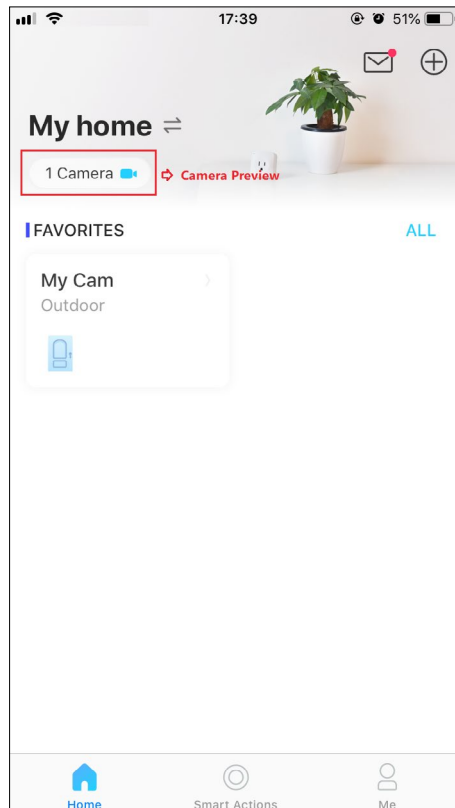 17:39
51%
My home
1 Camera
Camera Preview
FAVORITES
ALL
My Cam
Outdoor
Home
Smart Actions
Me